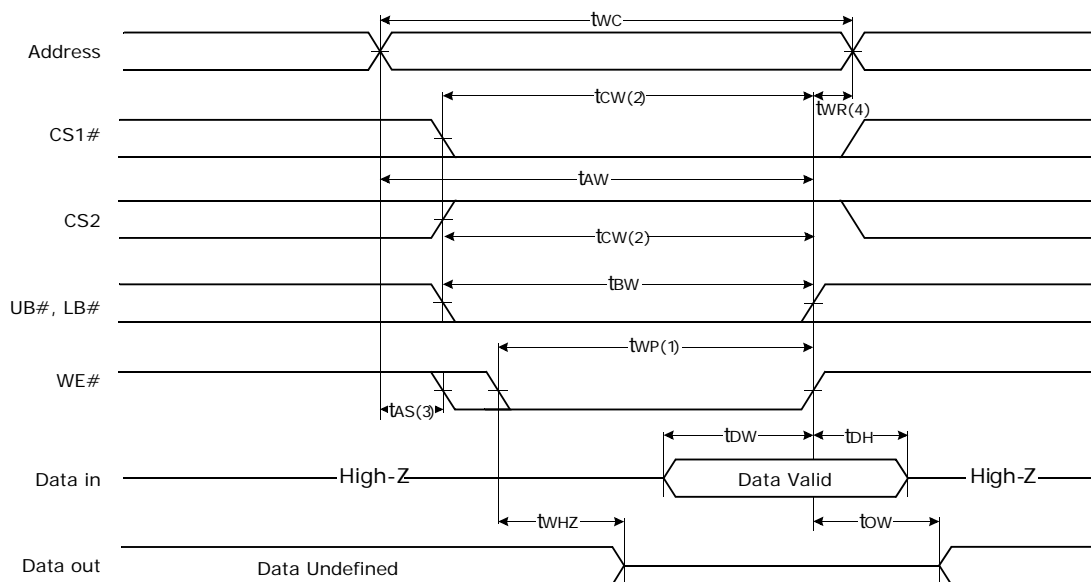 tWC
Address
tCW(2)
tWR(4)
CS1#
tAW
CS2
tCW(2)
tBW
UB#, LB#
tWP(1)
WE#
tAS(3)
tDW
tDH
Data in
High-Z
Data Valid
High-Z
tWHZ
tOW
Data out
Data Undefined